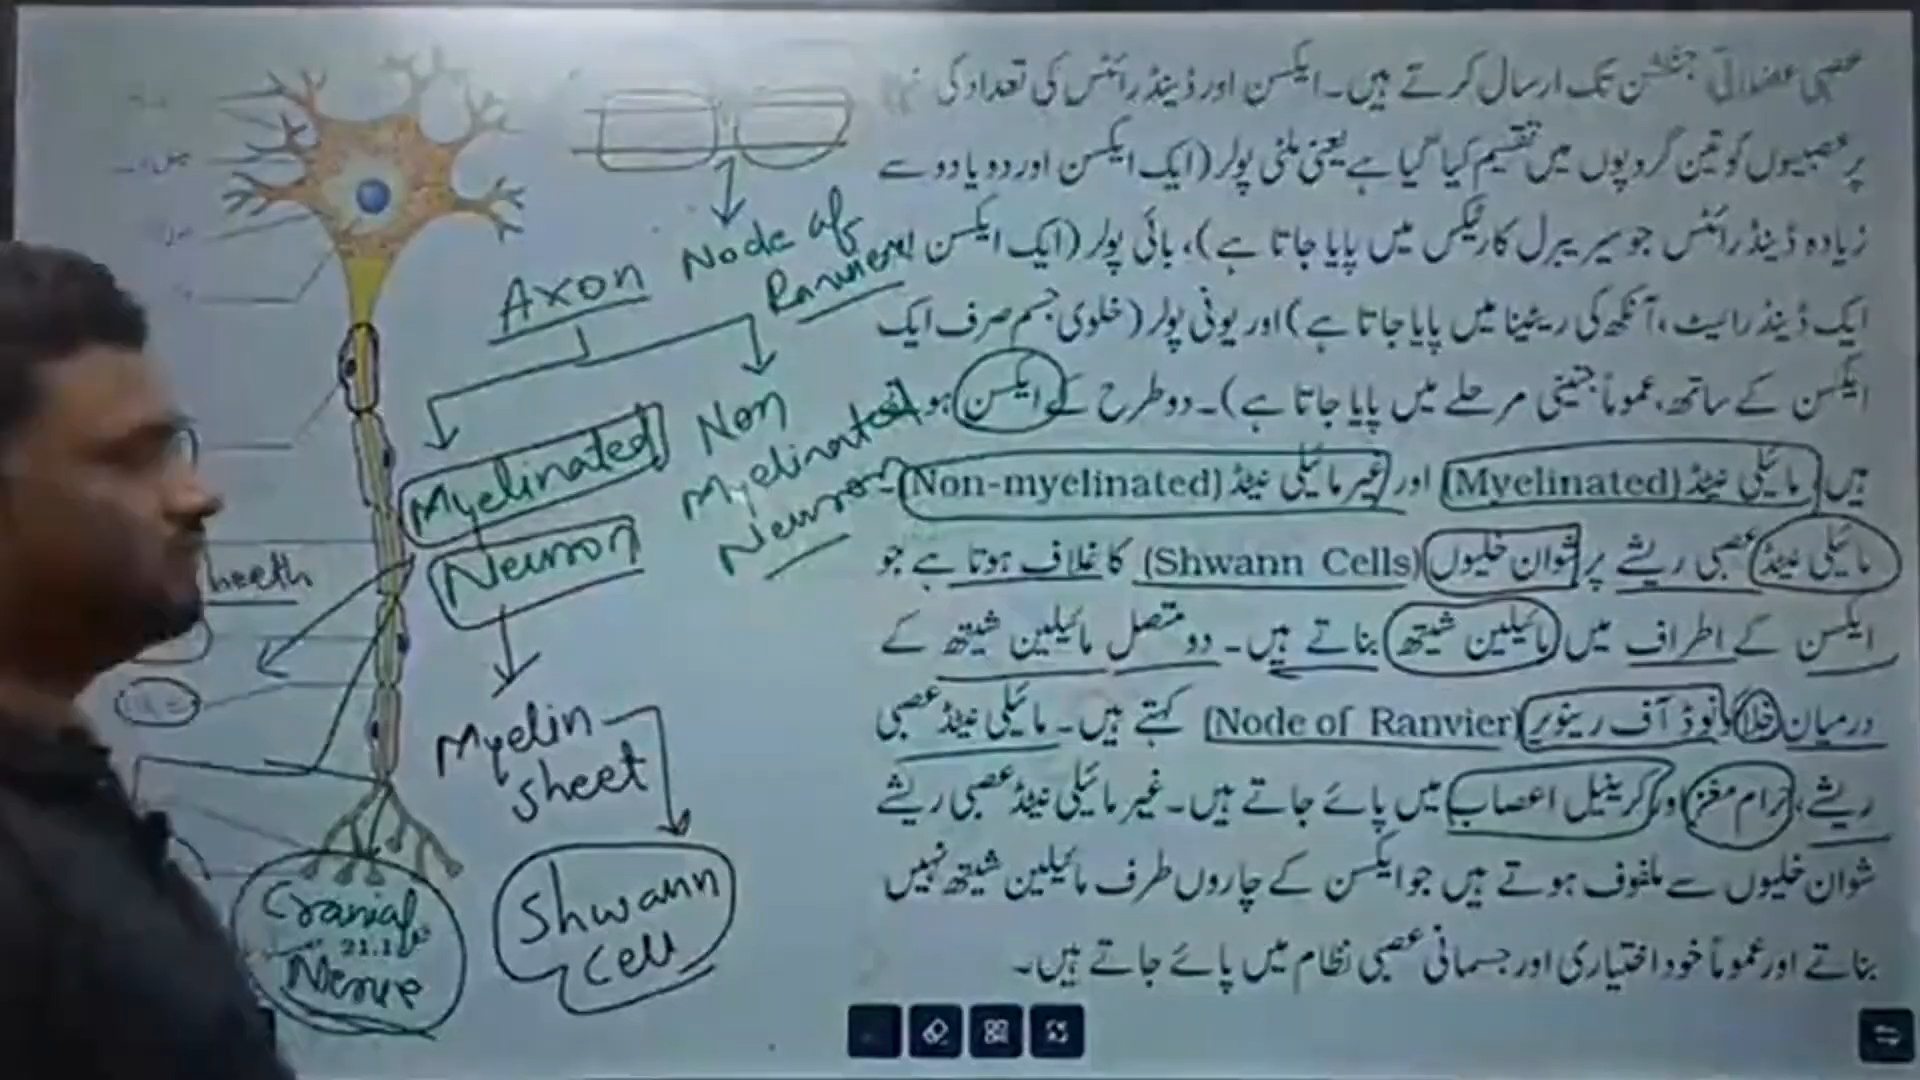 عصبی عضلاتی جنکشن تک ارسال کرتے ہیں۔ ایکسن اور ڈینڈرائٹس کی تعداد کی
پر عصبیوں کو تین گروپوں میں تقسیم کیا گیا ہے یعنی ملٹی پولر (ایک ایکسن اور دو یا دو سے
زیادہ ڈینڈرائٹس جو سیریبرل کارٹیکس میں پایا جاتا ہے)، بائی پولر (ایک ایکسن اور
ایک ڈینڈرائیٹ، آنکھ کی ریٹینا میں پایا جاتا ہے) اور یونی پولر (خلوی جسم صرف ایک
ایکسن کے ساتھ، عموماً جنینی مرحلے میں پایا جاتا ہے)۔ دو طرح کے ایکسن ہوتے
ہیں، مائیلی نیٹڈ (Myelinated) اور غیر مائیلی نیٹڈ (Non-myelinated)۔
مائیلی نیٹڈ عصبی ریشے پر شوان خلیوں (Shwann Cells) کا غلاف ہوتا ہے جو
ایکسن کے اطراف میں مائیلین شیتھ بناتے ہیں۔ دو متصل مائیلین شیتھ کے
درمیان خلا نوڈ آف رینویر (Node of Ranvier) کہتے ہیں۔ مائیلی نیٹڈ عصبی
ریشے، حرام مغز و کرینیل اعصاب میں پائے جاتے ہیں۔ غیر مائیلی نیٹڈ عصبی ریشے
شوان خلیوں سے ملفوف ہوتے ہیں جو ایکسن کے چاروں طرف مائیلین شیتھ نہیں
بناتے اور عموماً خود اختیاری اور جسمانی عصبی نظام میں پائے جاتے ہیں۔
Node of
Ranvier
Axon
Myelinated
Neuron
Non
Myelinated
Neuron
Myelin
sheet
Shwann
Cell
heeth
Cranial
21.1
Nerve